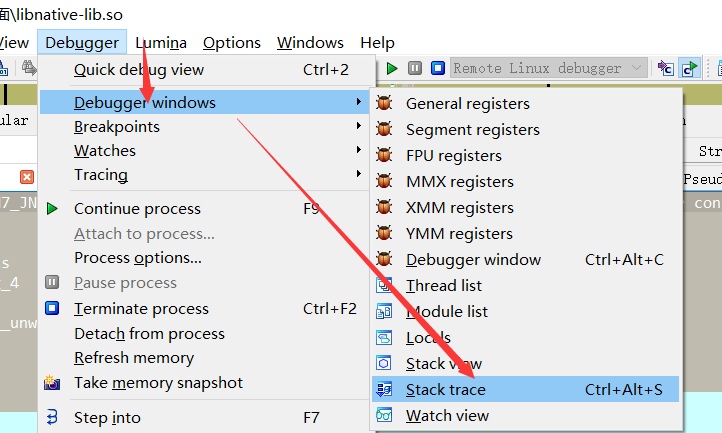 面\libnative-lib.so
View Debugger Lumina Options Windows Help
Quick debug view Ctrl+2
Remote Linux debugger
Debugger windows
Breakpoints
Watches
Tracing
Continue process F9
Attach to process...
Process options...
Pause process
Terminate process Ctrl+F2
Detach from process
Refresh memory
Take memory snapshot
Step into F7
General registers
Segment registers
FPU registers
MMX registers
XMM registers
YMM registers
Debugger window Ctrl+Alt+C
Thread list
Module list
Locals
Stack view
Stack trace Ctrl+Alt+S
Watch view
ular
Str
Pseud
7_JN
con
s
_4
_unw